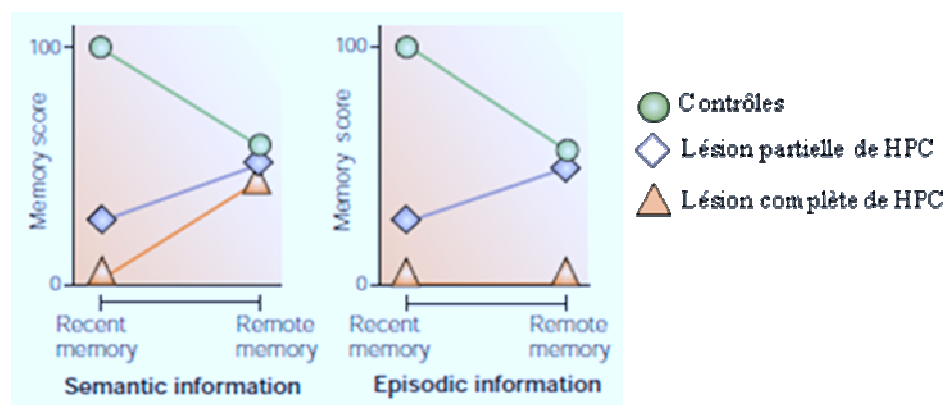 100
Memory score
0
Recent memory
Remote memory
Semantic information
100
Memory score
0
Recent memory
Remote memory
Episodic information
Contrôles
Lésion partielle de HPC
Lésion complète de HPC